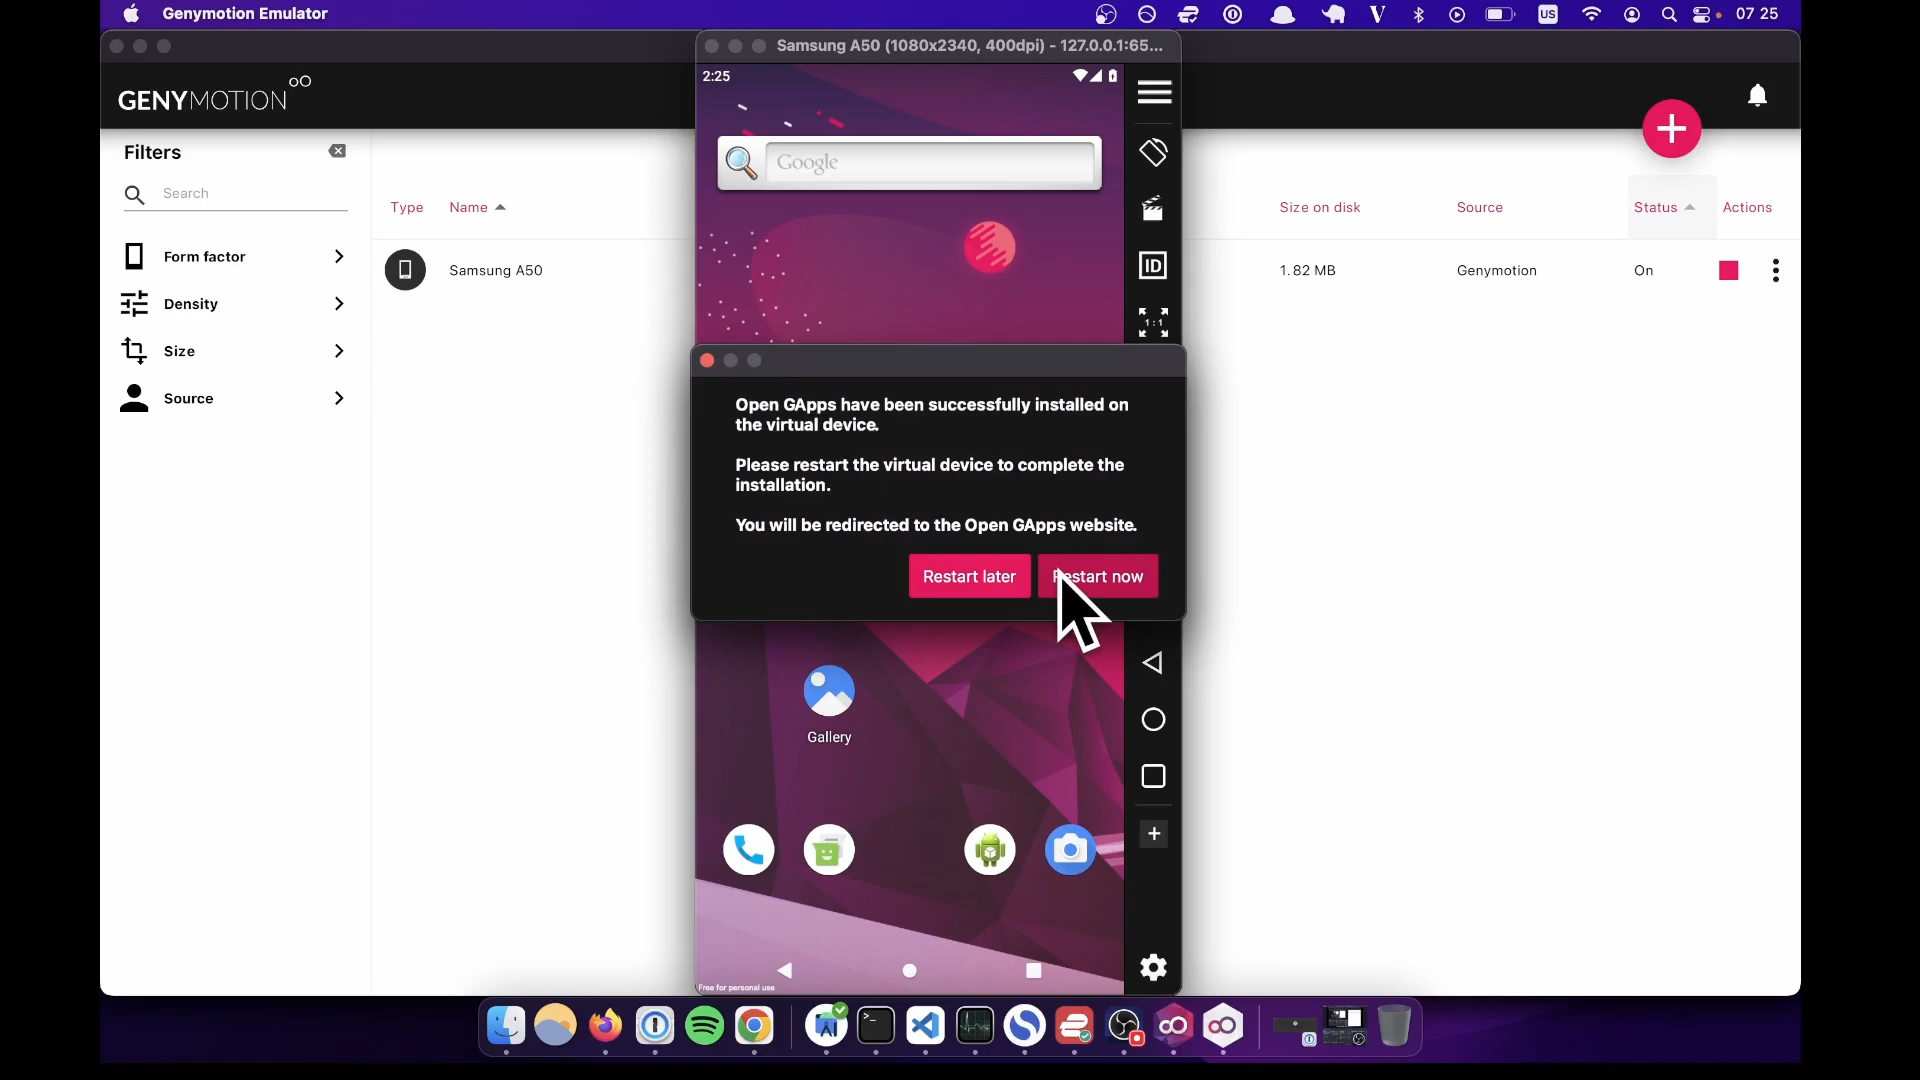 Genymotion Emulator
US
07 25
Samsung A50 (1080x2340, 400dpi) - 127.0.0.1:65...
GENYMOTION
Filters
Search
Form factor
Density
Size
Source
Type
Name
Size on disk
Source
Status
Actions
Samsung A50
1.82 MB
Genymotion
On
2:25
Google
ID
1:1
Open GApps have been successfully installed on
the virtual device.
Please restart the virtual device to complete the
installation.
You will be redirected to the Open GApps website.
Restart later
Restart now
Gallery
Free for personal use